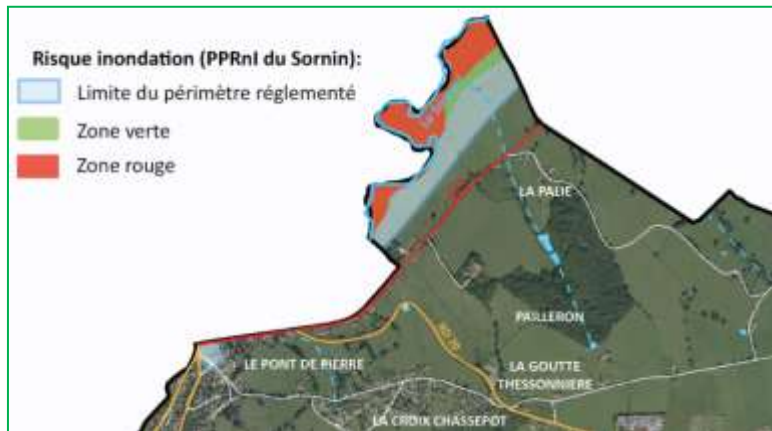 Risque inondation (PPRnI du Sornin):
Limite du périmètre réglementé
Zone verte
Zone rouge
LA PALIE
PAILLERON
LE PONT DE PIERRE
LA GOUTTE
THESSONNIERE
LA CROIX CHASSEPOT